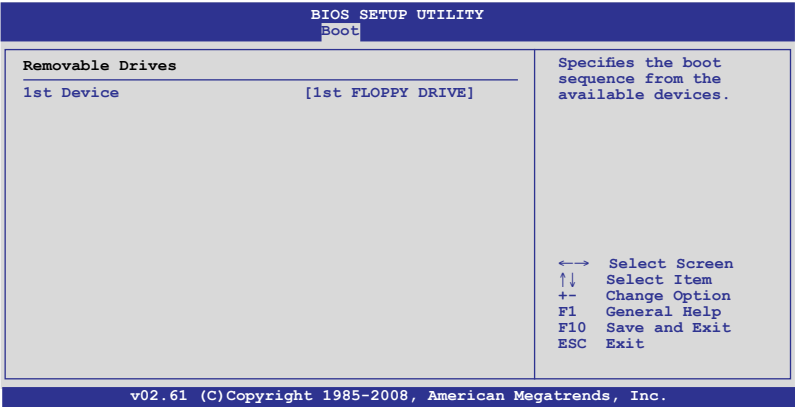 BIOS SETUP UTILITY
Boot
Removable Drives
1st Device [1st FLOPPY DRIVE]
Specifies the boot
sequence from the
available devices.
←→ Select Screen
↑↓ Select Item
+- Change Option
F1 General Help
F10 Save and Exit
ESC Exit
v02.61 (C)Copyright 1985-2008, American Megatrends, Inc.